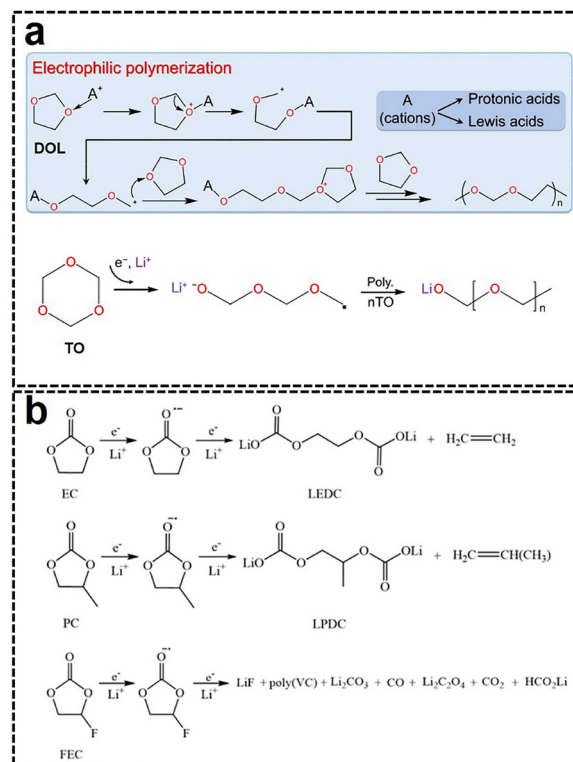 a
Electrophilic polymerization
O O A⁺ O O⁺ A O + O A
A (cations) Protonic acids
Lewis acids
DOL
A O O + O O A O O O⁺ O O O ( O O )n
e⁻, Li⁺
O O O Li⁺ ⁻O O O • Poly. nTO LiO [ O ]n
TO
b
O O O e⁻ Li⁺ O•− O O e⁻ Li⁺ LiO O O O O OLi + H₂C CH₂
EC LEDC
O O O e⁻ Li⁺ O−• O O e⁻ Li⁺ LiO O O O O OLi + H₂C CH(CH₃)
PC LPDC
O O O F e⁻ Li⁺ O−• O O F e⁻ Li⁺ LiF + poly(VC) + Li₂CO₃ + CO + Li₂C₂O₄ + CO₂ + HCO₂Li
FEC